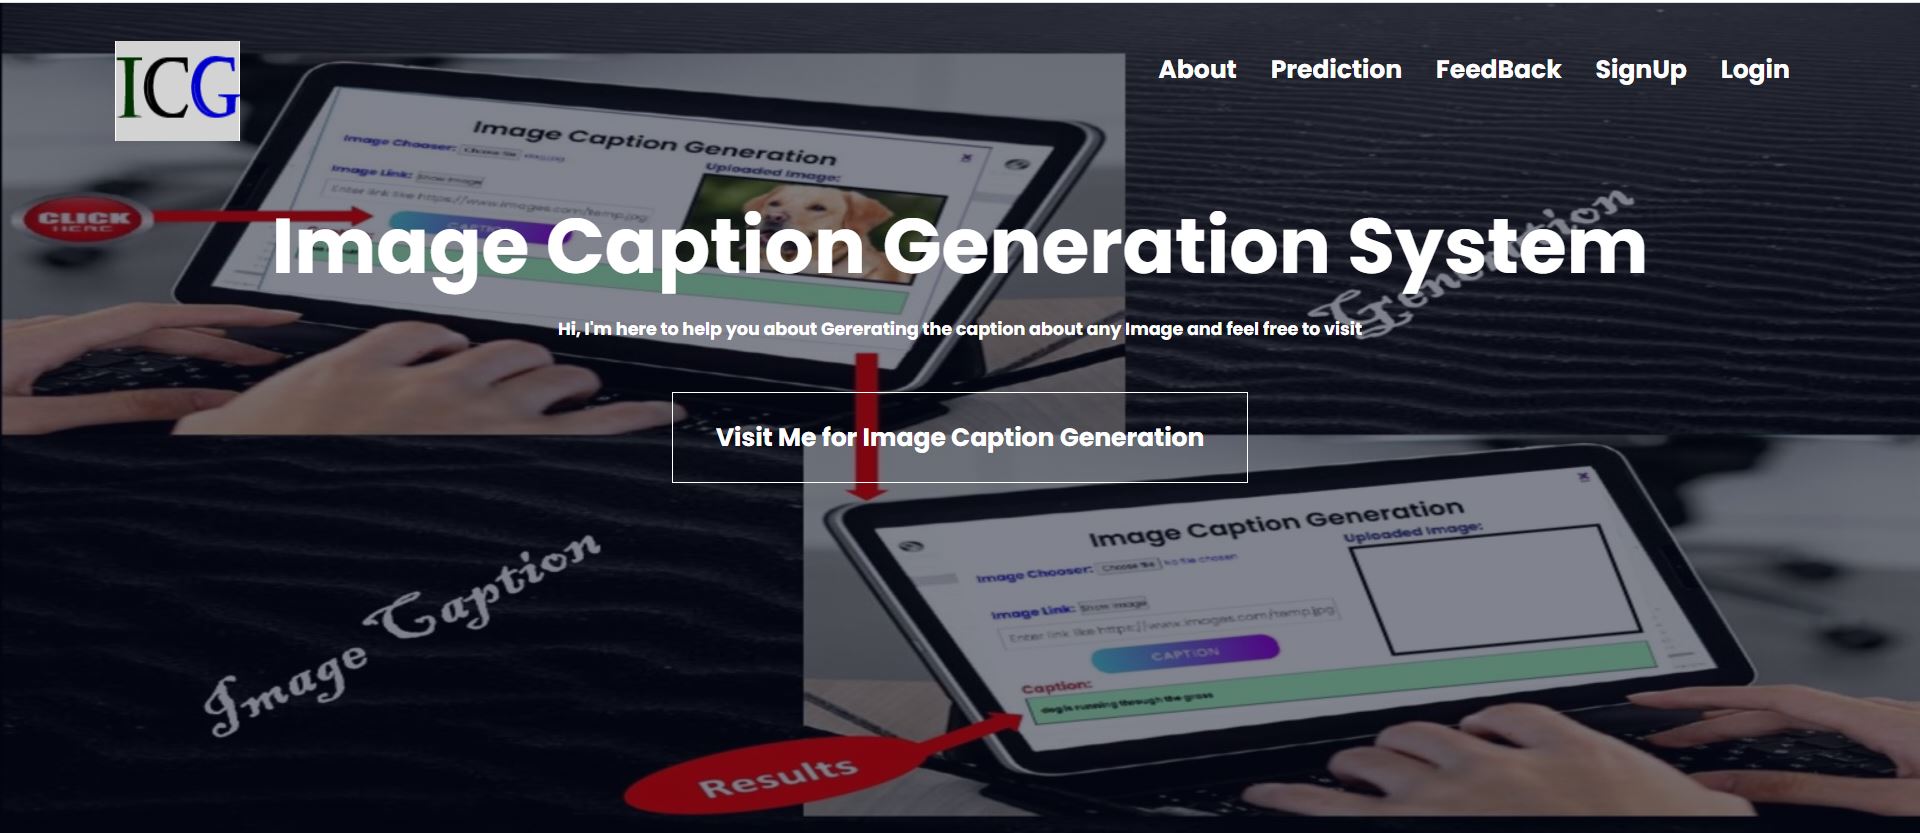 ICG
About Prediction FeedBack SignUp Login
Image Caption Generation
Image Chooser: Choose file dog.jpg
Uploaded Image:
Image Link: Show Image
Enter link like https://www.images.com/temp.jpg
CLICK
HERE
Image Caption Generation System
Generation
Hi, I'm here to help you about Gererating the caption about any Image and feel free to visit
Visit Me for Image Caption Generation
Image Caption Generation
Uploaded Image:
Image Chooser: Choose file No file chosen
Image Link: Show Image
Enter link like https://www.images.com/temp.jpg
CAPTION
Caption:
dog is running through the grass
Image Caption
Results